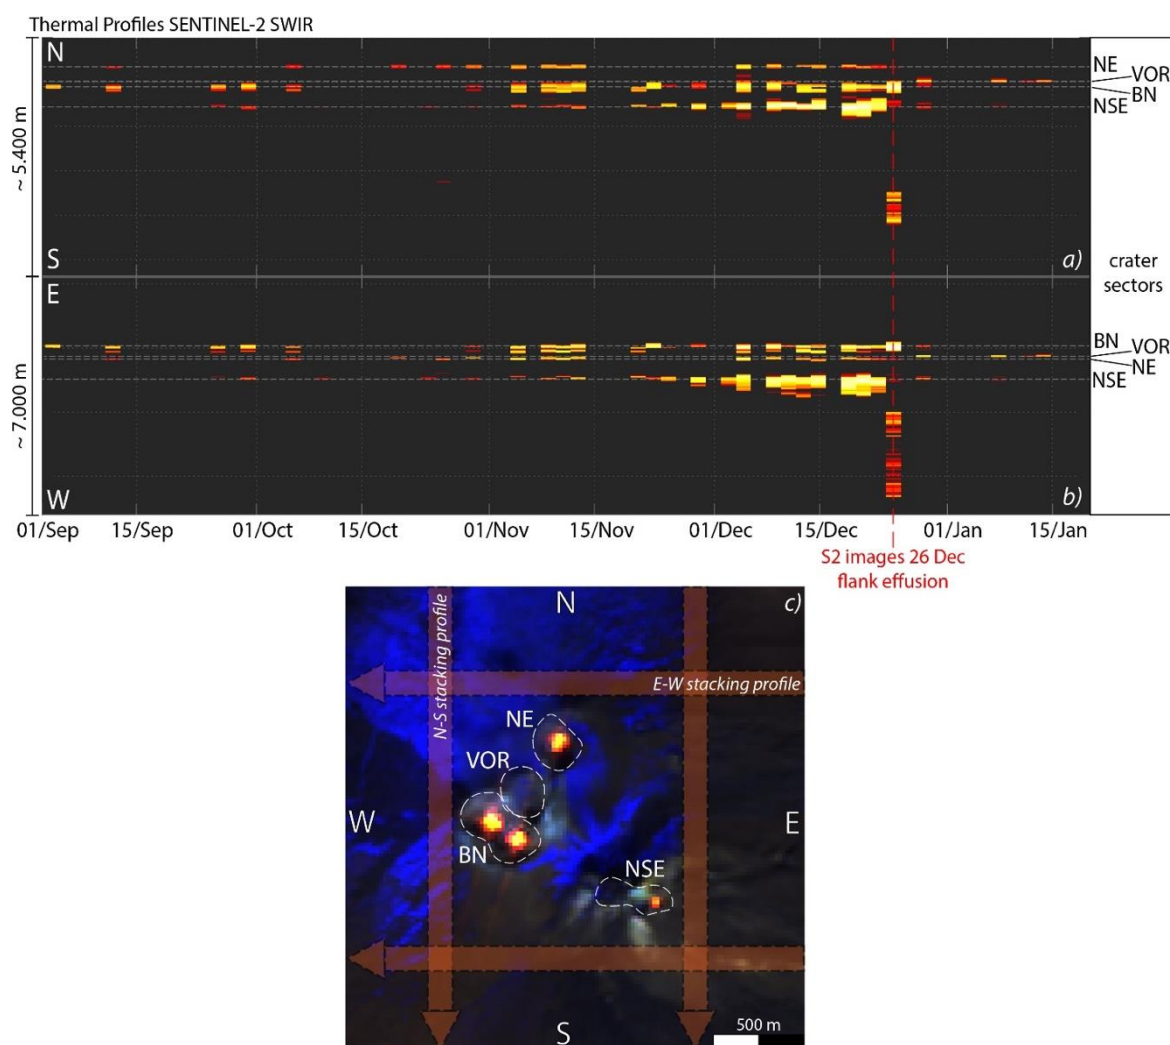 Thermal Profiles SENTINEL-2 SWIR
N
NE
VOR
BN
NSE
~ 5.400 m
S
a)
crater
sectors
E
BN
VOR
NE
NSE
~ 7.000 m
W
b)
01/Sep 15/Sep 01/Oct 15/Oct 01/Nov 15/Nov 01/Dec 15/Dec 01/Jan 15/Jan
S2 images 26 Dec
flank effusion
N
c)
N-S stacking profile
E-W stacking profile
NE
VOR
W
E
BN
NSE
S
500 m